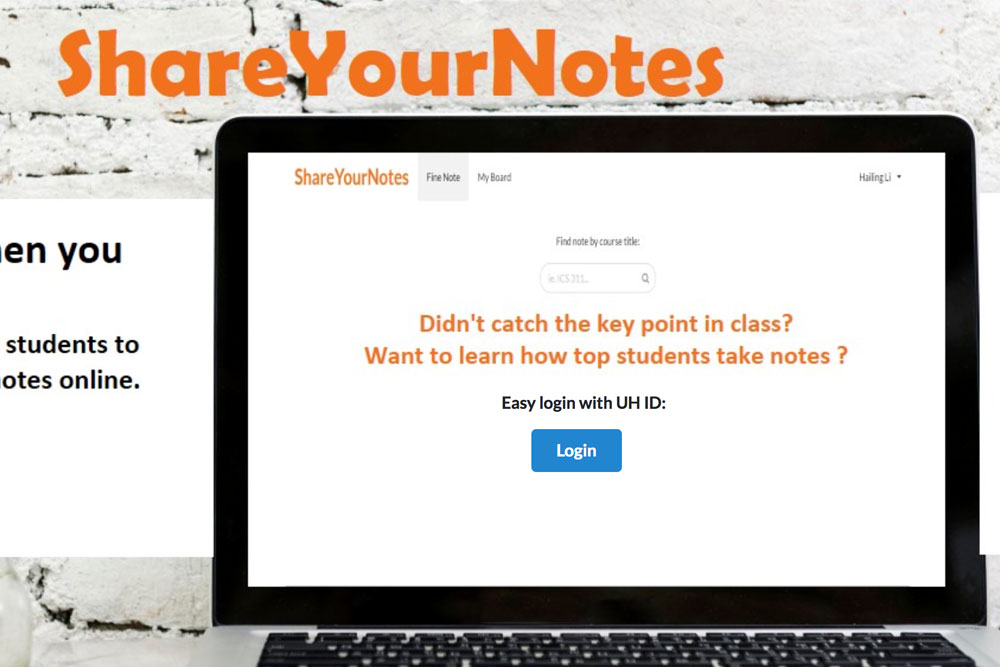 ShareYourNotes
ShareYourNotes Fine Note My Board Hailing Li
Find note by course title:
ie. ICS 311...
Didn't catch the key point in class?
Want to learn how top students take notes ?
Easy login with UH ID:
Login
en you
students to
otes online.